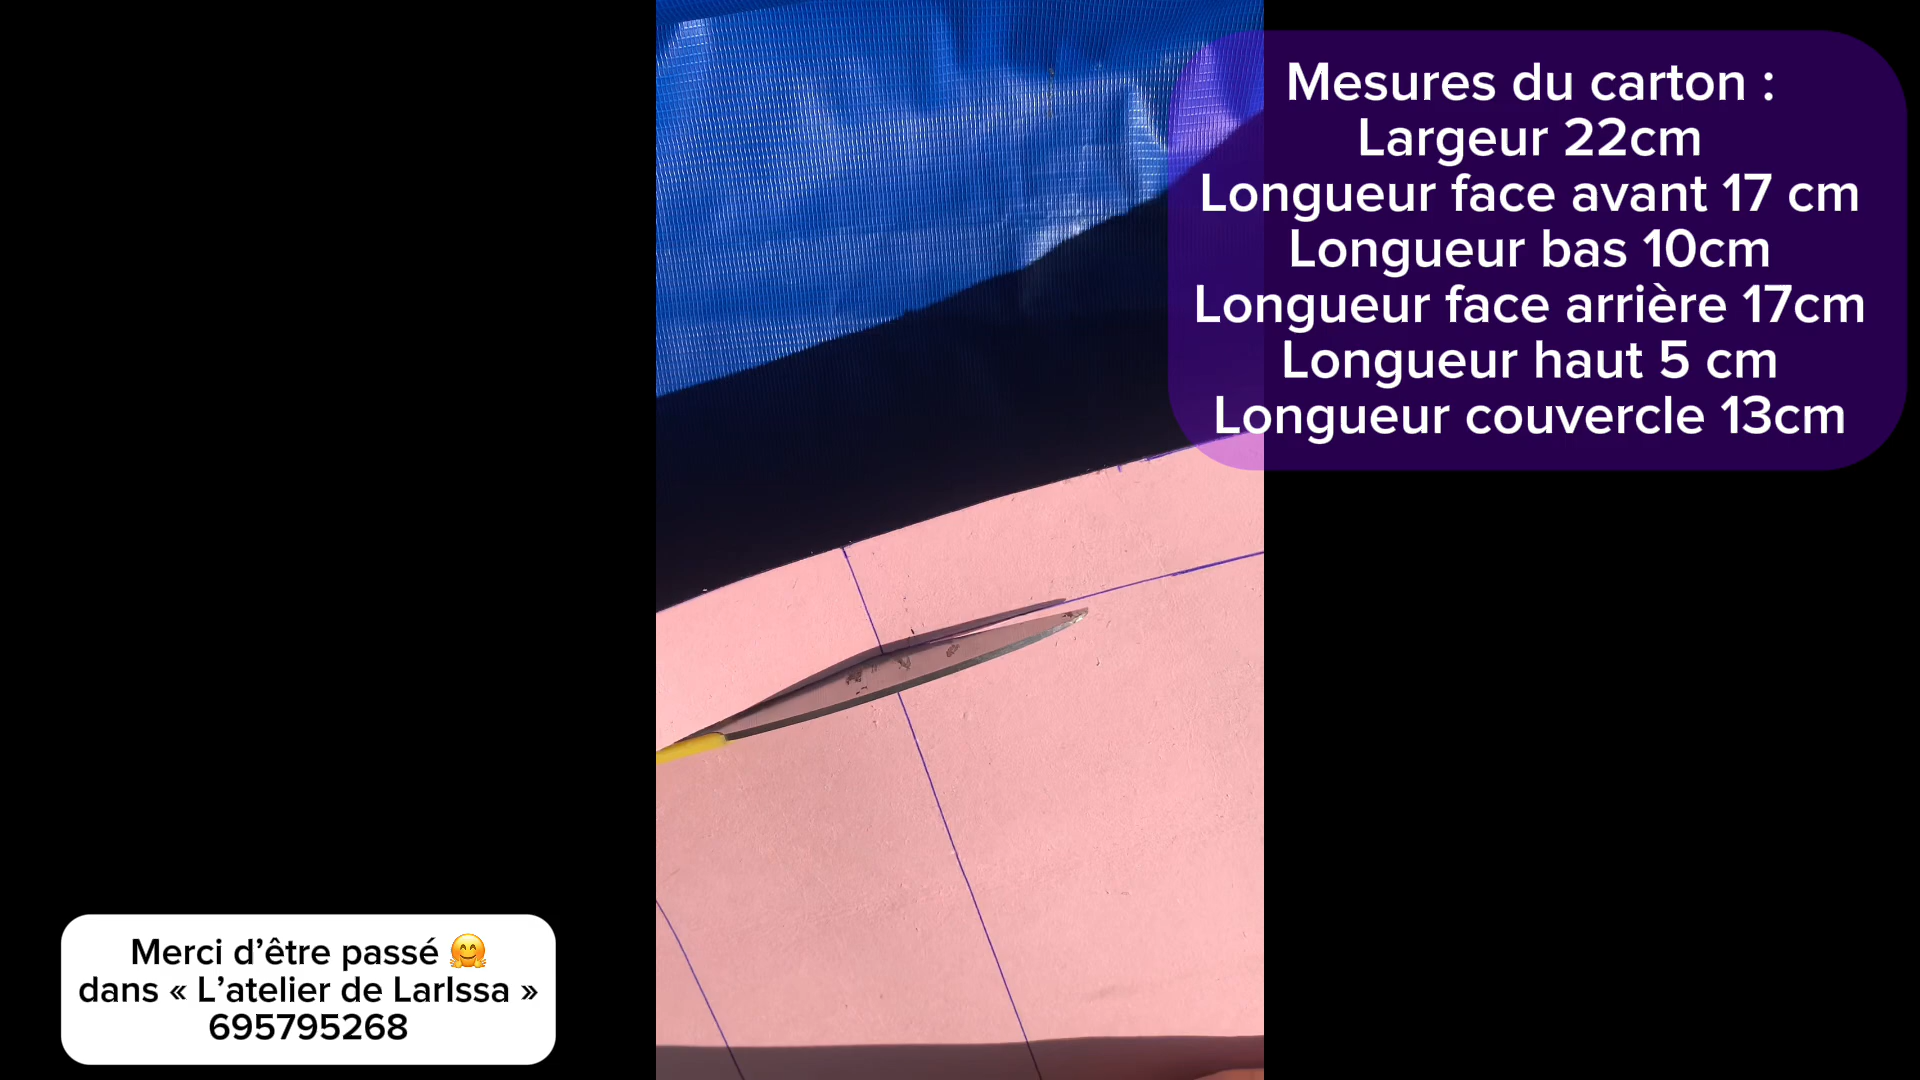 Mesures du carton :
Largeur 22cm
Longueur face avant 17 cm
Longueur bas 10cm
Longueur face arrière 17cm
Longueur haut 5 cm
Longueur couvercle 13cm
Merci d’être passé 🤗
dans « L’atelier de LarIssa »
695795268